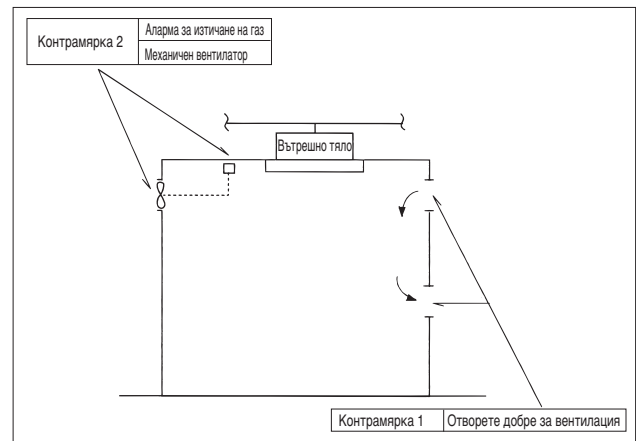 Контрамярка 2
Аларма за изтичане на газ
Механичен вентилатор
Вътрешно тяло
Контрамярка 1
Отворете добре за вентилация